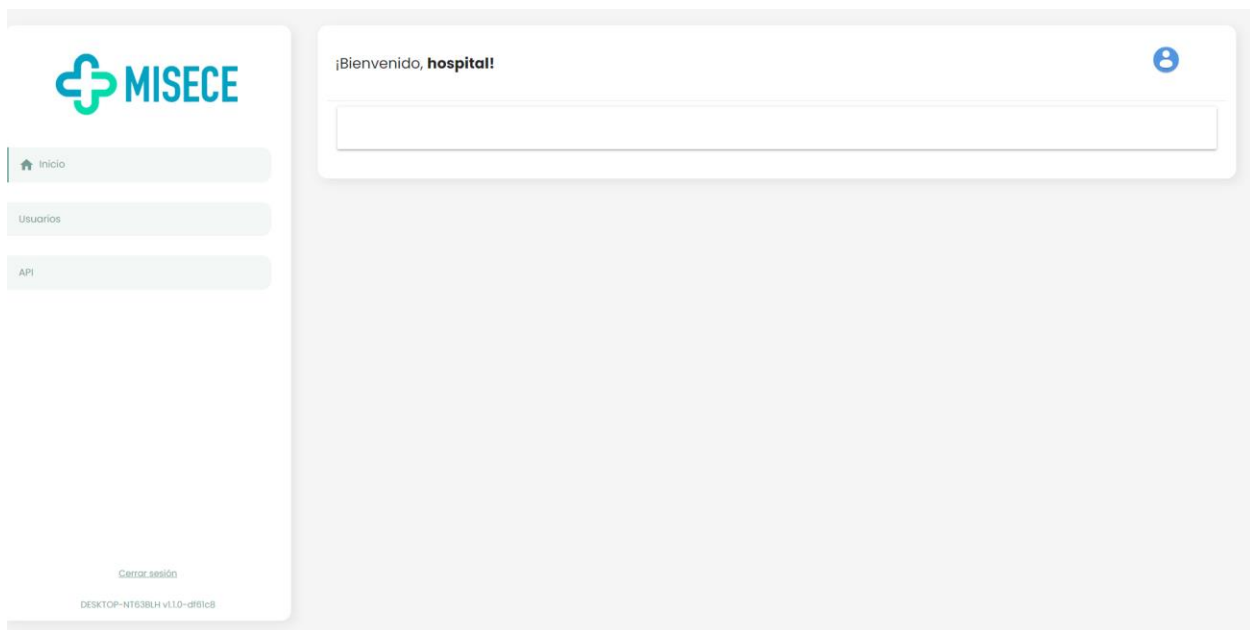 MISECE
Inicio
Usuarios
API
Cerrar sesión
DESKTOP-NT63BLH v1.1.0-df61c8
¡Bienvenido, hospital!